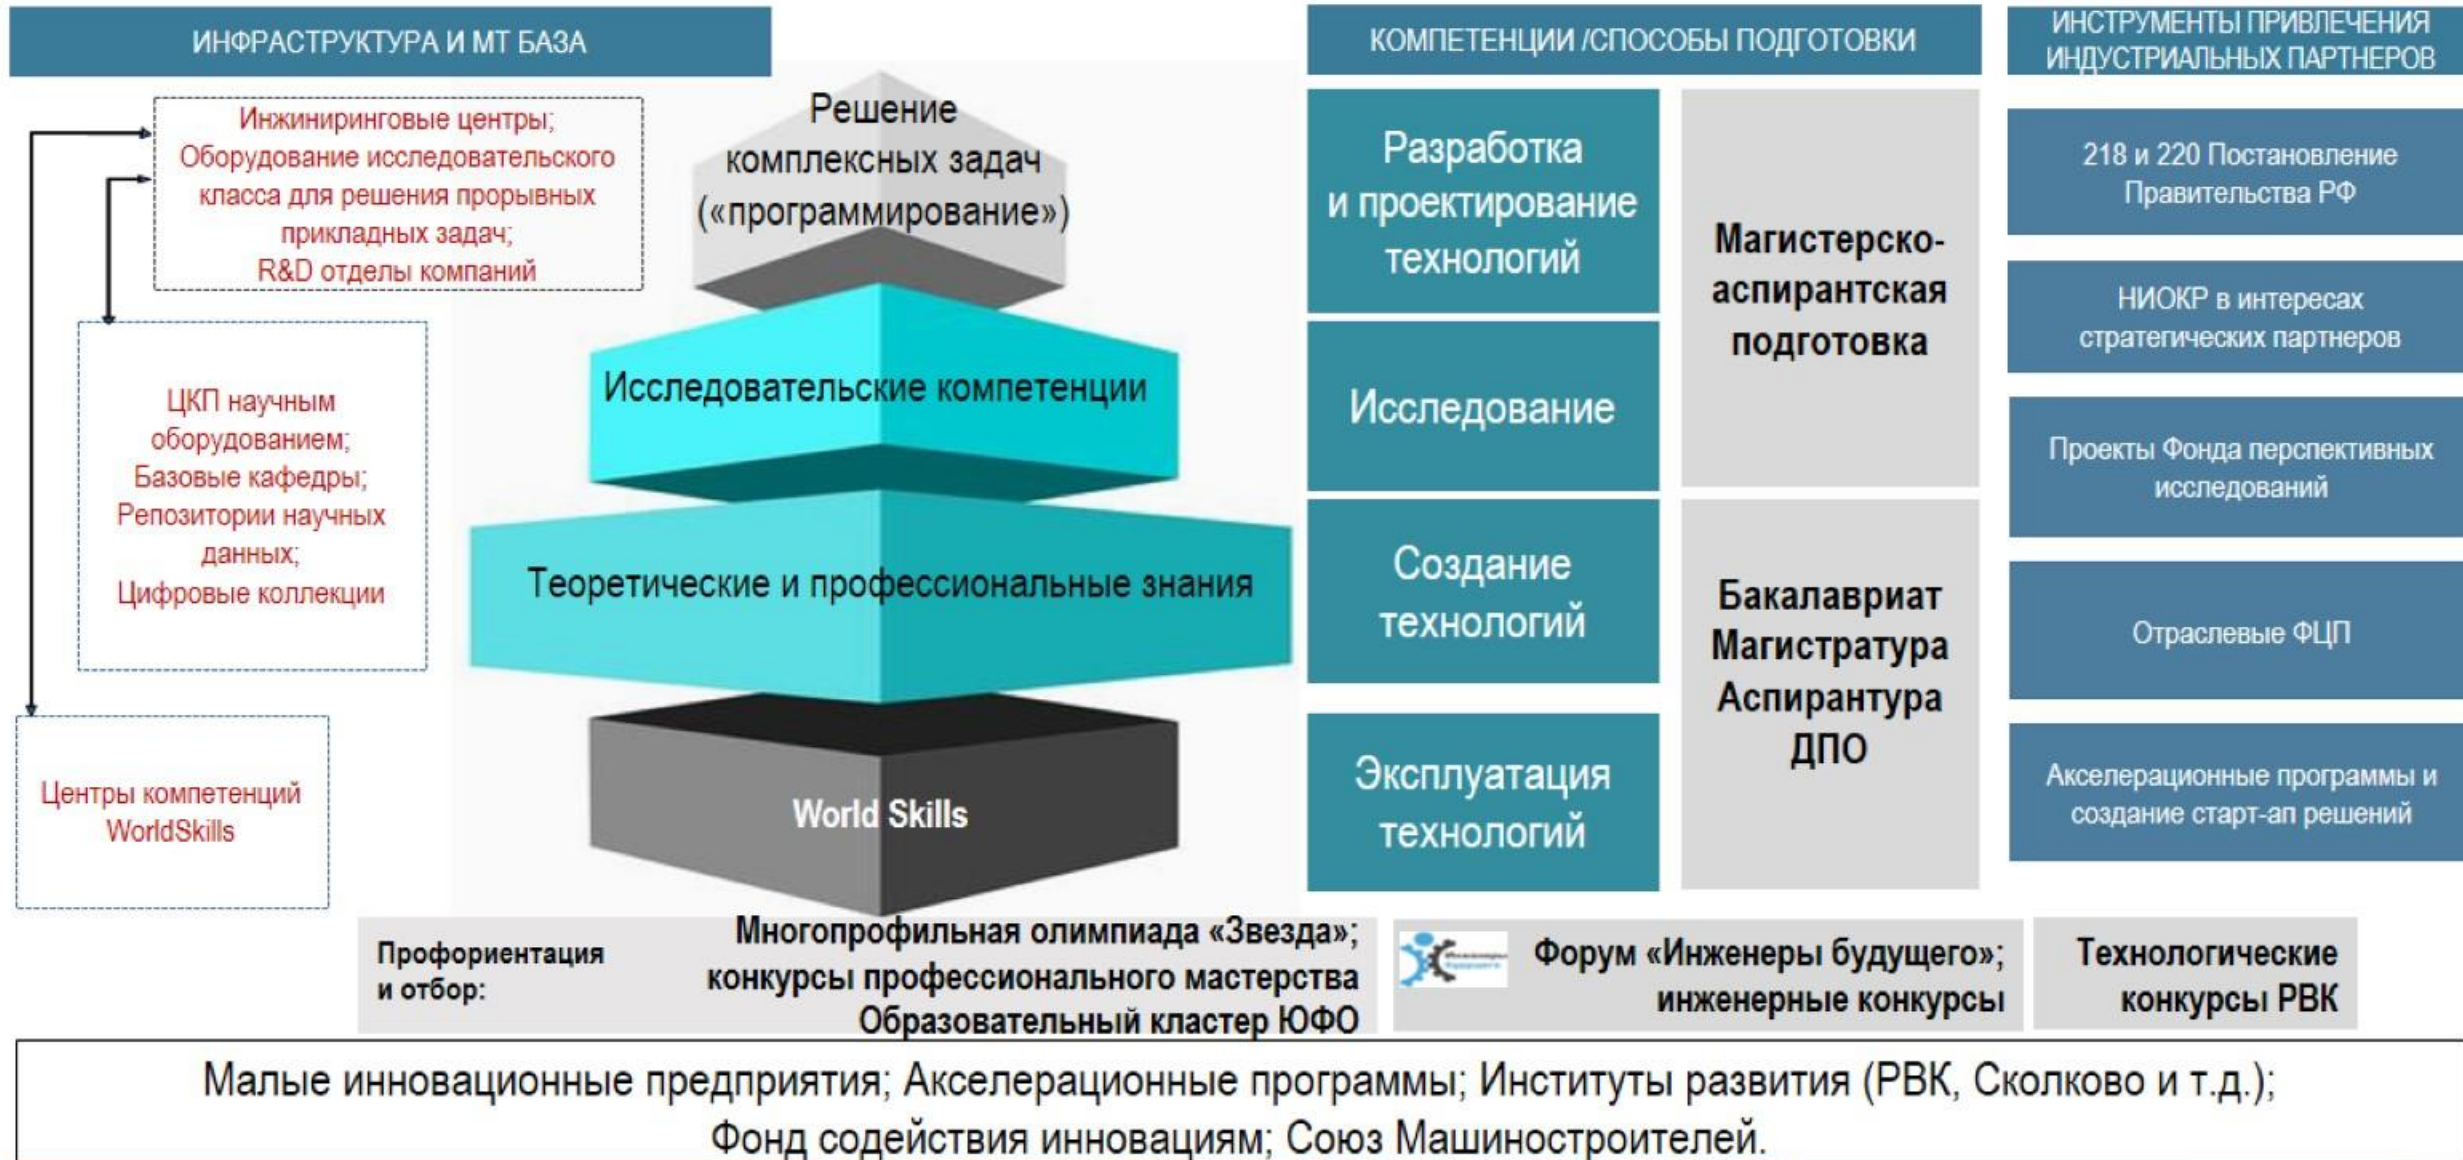 ИНФРАСТРУКТУРА И МТ БАЗА
Инжиниринговые центры;
Оборудование исследовательского
класса для решения прорывных
прикладных задач;
R&D отделы компаний
ЦКП научным
оборудованием;
Базовые кафедры;
Репозитории научных
данных;
Цифровые коллекции
Центры компетенций
WorldSkills
Решение
комплексных задач
(«программирование»)
Исследовательские компетенции
Теоретические и профессиональные знания
World Skills
КОМПЕТЕНЦИИ /СПОСОБЫ ПОДГОТОВКИ
Разработка
и проектирование
технологий
Исследование
Создание
технологий
Эксплуатация
технологий
Магистерско-
аспирантская
подготовка
Бакалавриат
Магистратура
Аспирантура
ДПО
ИНСТРУМЕНТЫ ПРИВЛЕЧЕНИЯ
ИНДУСТРИАЛЬНЫХ ПАРТНЕРОВ
218 и 220 Постановление
Правительства РФ
НИОКР в интересах
стратегических партнеров
Проекты Фонда перспективных
исследований
Отраслевые ФЦП
Акселерационные программы и
создание старт-ап решений
Профориентация
и отбор:
Многопрофильная олимпиада «Звезда»;
конкурсы профессионального мастерства
Образовательный кластер ЮФО
Форум «Инженеры будущего»;
инженерные конкурсы
Технологические
конкурсы РВК
Малые инновационные предприятия; Акселерационные программы; Институты развития (РВК, Сколково и т.д.);
Фонд содействия инновациям; Союз Машиностроителей.